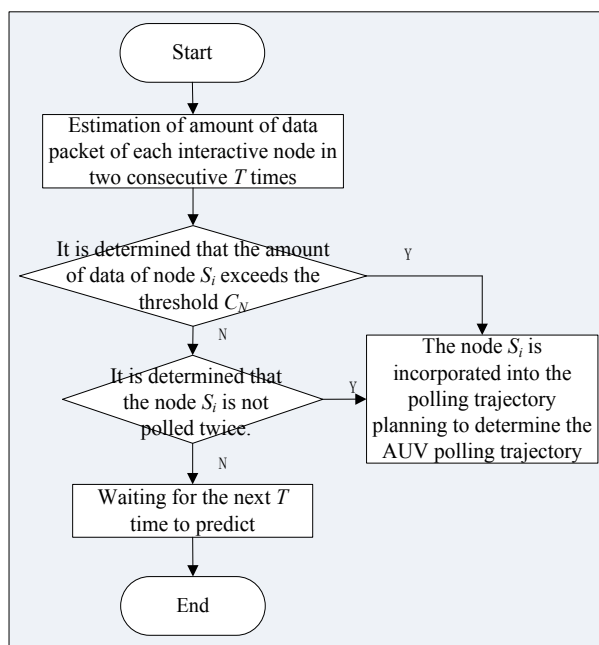 Start
Estimation of amount of data
packet of each interactive node in
two consecutive T times
It is determined that the amount
of data of node Si exceeds the
threshold CN
Y
N
It is determined that
the node Si is not
polled twice.
Y
The node Si is
incorporated into the
polling trajectory
planning to determine the
AUV polling trajectory
N
Waiting for the next T
time to predict
End